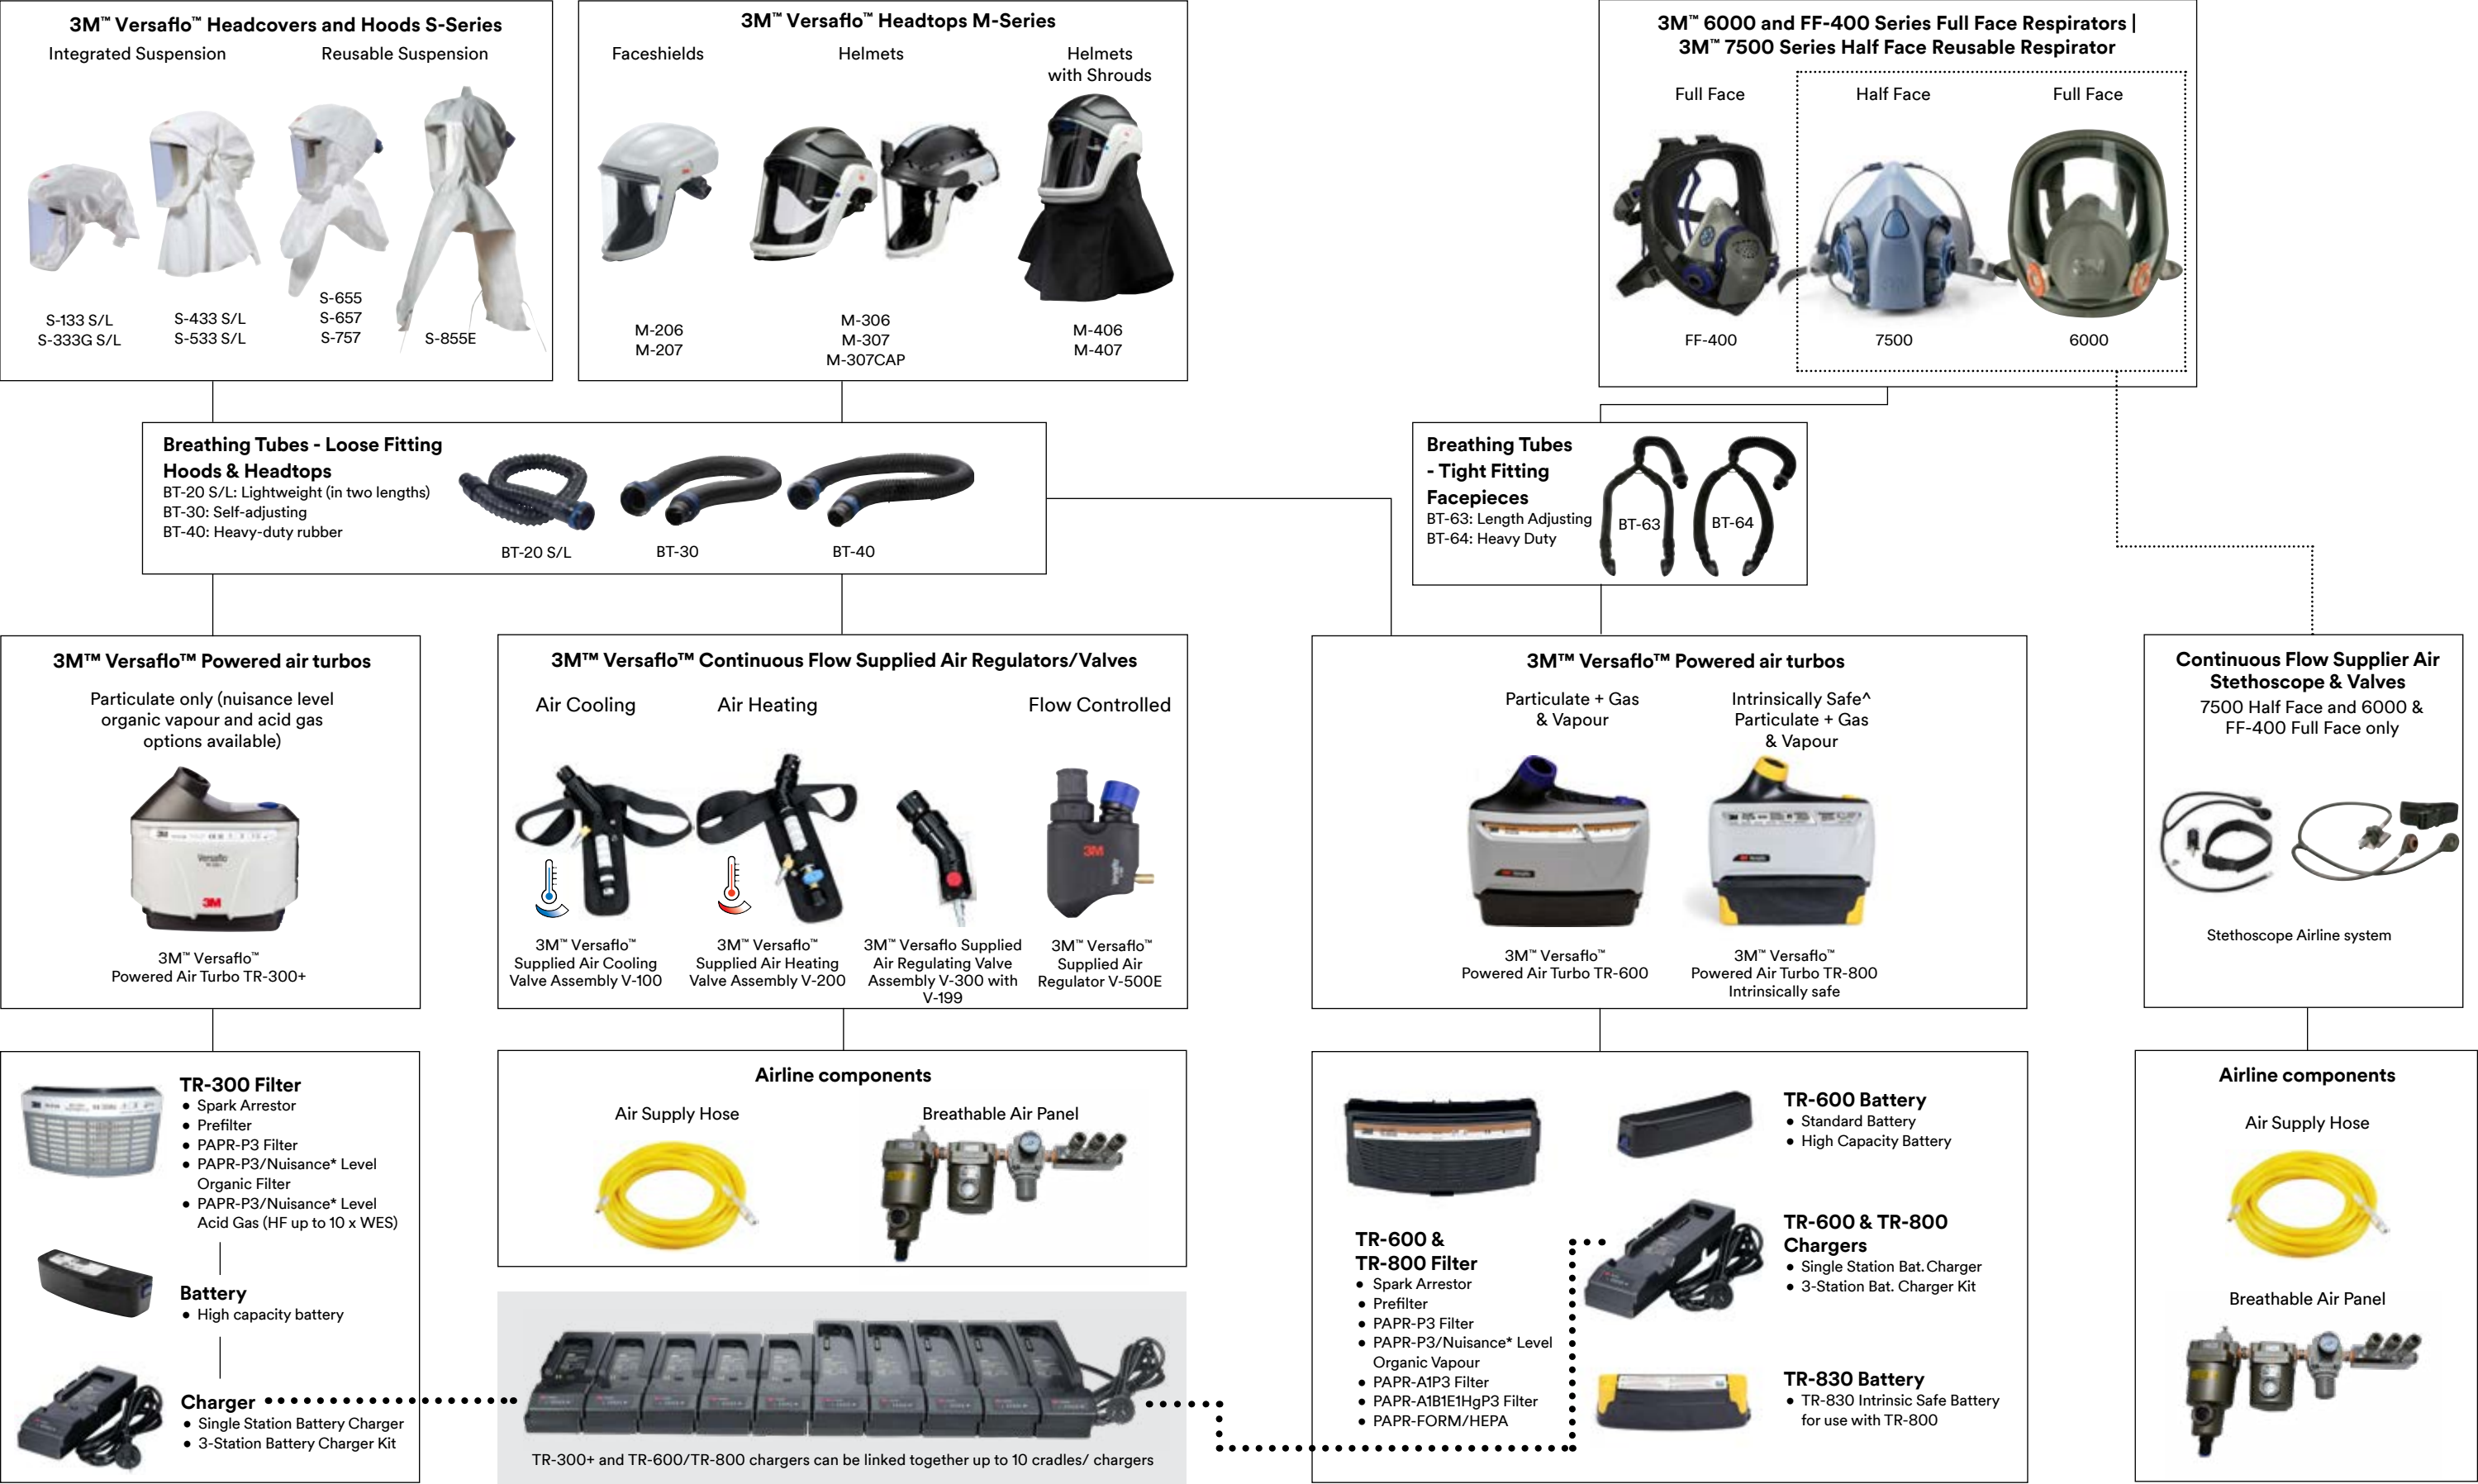 3M™ Versaflo™ Headcovers and Hoods S-Series
Integrated Suspension
Reusable Suspension
S-133 S/L
S-333G S/L
S-433 S/L
S-533 S/L
S-655
S-657
S-757
S-855E
3M™ Versaflo™ Headtops M-Series
Faceshields
Helmets
Helmets
with Shrouds
M-206
M-207
M-306
M-307
M-307CAP
M-406
M-407
3M™ 6000 and FF-400 Series Full Face Respirators |
3M™ 7500 Series Half Face Reusable Respirator
Full Face
Half Face
Full Face
3M
FF-400
7500
6000
Breathing Tubes - Loose Fitting
Hoods & Headtops
BT-20 S/L: Lightweight (in two lengths)
BT-30: Self-adjusting
BT-40: Heavy-duty rubber
BT-20 S/L
BT-30
BT-40
Breathing Tubes
- Tight Fitting
Facepieces
BT-63: Length Adjusting
BT-64: Heavy Duty
BT-63
BT-64
3M™ Versaflo™ Powered air turbos
Particulate only (nuisance level
organic vapour and acid gas
options available)
Versaflo
3M
3M™ Versaflo™
Powered Air Turbo TR-300+
3M™ Versaflo™ Continuous Flow Supplied Air Regulators/Valves
Air Cooling
Air Heating
Flow Controlled
3M
3M™ Versaflo™
Supplied Air Cooling
Valve Assembly V-100
3M™ Versaflo™
Supplied Air Heating
Valve Assembly V-200
3M™ Versaflo Supplied
Air Regulating Valve
Assembly V-300 with
V-199
3M™ Versaflo™
Supplied Air
Regulator V-500E
3M™ Versaflo™ Powered air turbos
Particulate + Gas
& Vapour
Intrinsically Safe^
Particulate + Gas
& Vapour
3M™ Versaflo™
Powered Air Turbo TR-600
3M™ Versaflo™
Powered Air Turbo TR-800
Intrinsically safe
Continuous Flow Supplier Air
Stethoscope & Valves
7500 Half Face and 6000 &
FF-400 Full Face only
Stethoscope Airline system
TR-300 Filter
• Spark Arrestor
• Prefilter
• PAPR-P3 Filter
• PAPR-P3/Nuisance* Level
Organic Filter
• PAPR-P3/Nuisance* Level
Acid Gas (HF up to 10 x WES)
Battery
• High capacity battery
Charger
• Single Station Battery Charger
• 3-Station Battery Charger Kit
Airline components
Air Supply Hose
Breathable Air Panel
TR-300+ and TR-600/TR-800 chargers can be linked together up to 10 cradles/ chargers
TR-600 &
TR-800 Filter
• Spark Arrestor
• Prefilter
• PAPR-P3 Filter
• PAPR-P3/Nuisance* Level
Organic Vapour
• PAPR-A1P3 Filter
• PAPR-A1B1E1HgP3 Filter
• PAPR-FORM/HEPA
TR-600 Battery
• Standard Battery
• High Capacity Battery
TR-600 & TR-800
Chargers
• Single Station Bat. Charger
• 3-Station Bat. Charger Kit
TR-830 Battery
• TR-830 Intrinsic Safe Battery
for use with TR-800
Airline components
Air Supply Hose
Breathable Air Panel